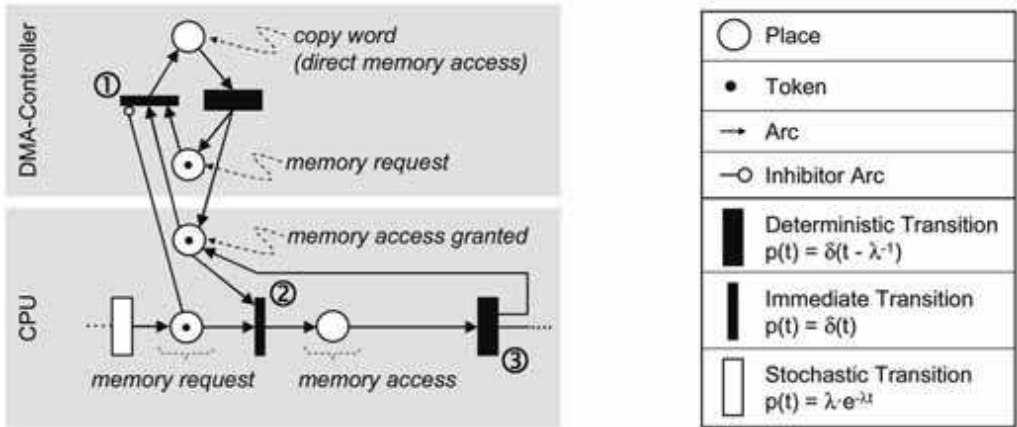 DMA-Controller
①
copy word
(direct memory access)
memory request
CPU
memory access granted
②
③
memory request
memory access
Place
Token
Arc
Inhibitor Arc
Deterministic Transition
p(t) = δ(t - λ⁻¹)
Immediate Transition
p(t) = δ(t)
Stochastic Transition
p(t) = λ·e⁻λᵗ